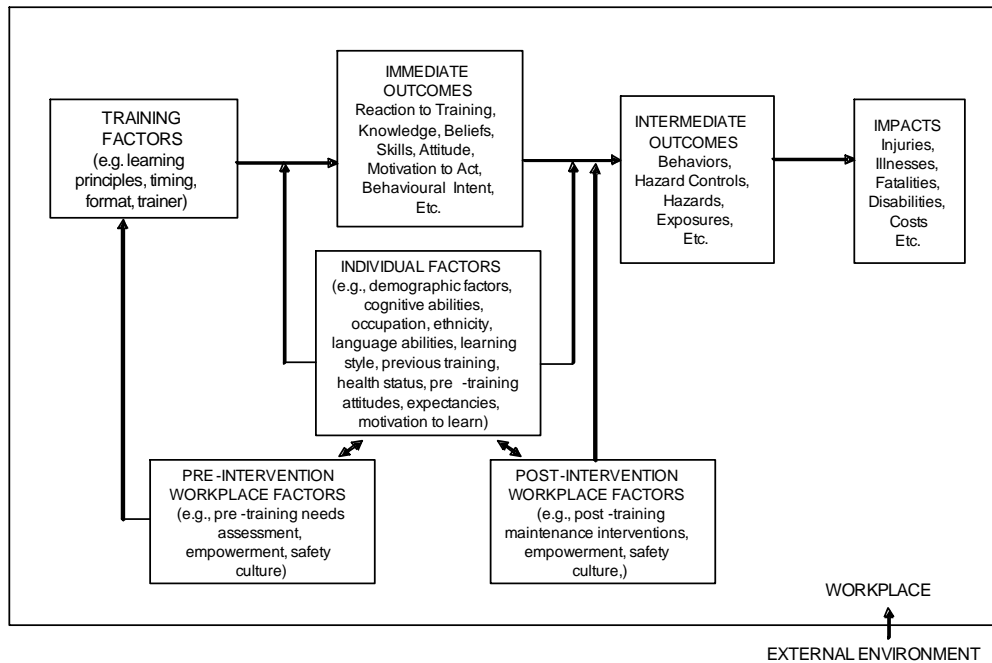 TRAINING
FACTORS
(e.g. learning
principles, timing,
format, trainer)
IMMEDIATE
OUTCOMES
Reaction to Training,
Knowledge, Beliefs,
Skills, Attitude,
Motivation to Act,
Behavioural Intent,
Etc.
INTERMEDIATE
OUTCOMES
Behaviors,
Hazard Controls,
Hazards,
Exposures,
Etc.
IMPACTS
Injuries,
Illnesses,
Fatalities,
Disabilities,
Costs
Etc.
INDIVIDUAL FACTORS
(e.g., demographic factors,
cognitive abilities,
occupation, ethnicity,
language abilities, learning
style, previous training,
health status, pre -training
attitudes, expectancies,
motivation to learn)
PRE-INTERVENTION
WORKPLACE FACTORS
(e.g., pre -training needs
assessment,
empowerment, safety
culture)
POST-INTERVENTION
WORKPLACE FACTORS
(e.g., post -training
maintenance interventions,
empowerment, safety
culture,)
WORKPLACE
EXTERNAL ENVIRONMENT